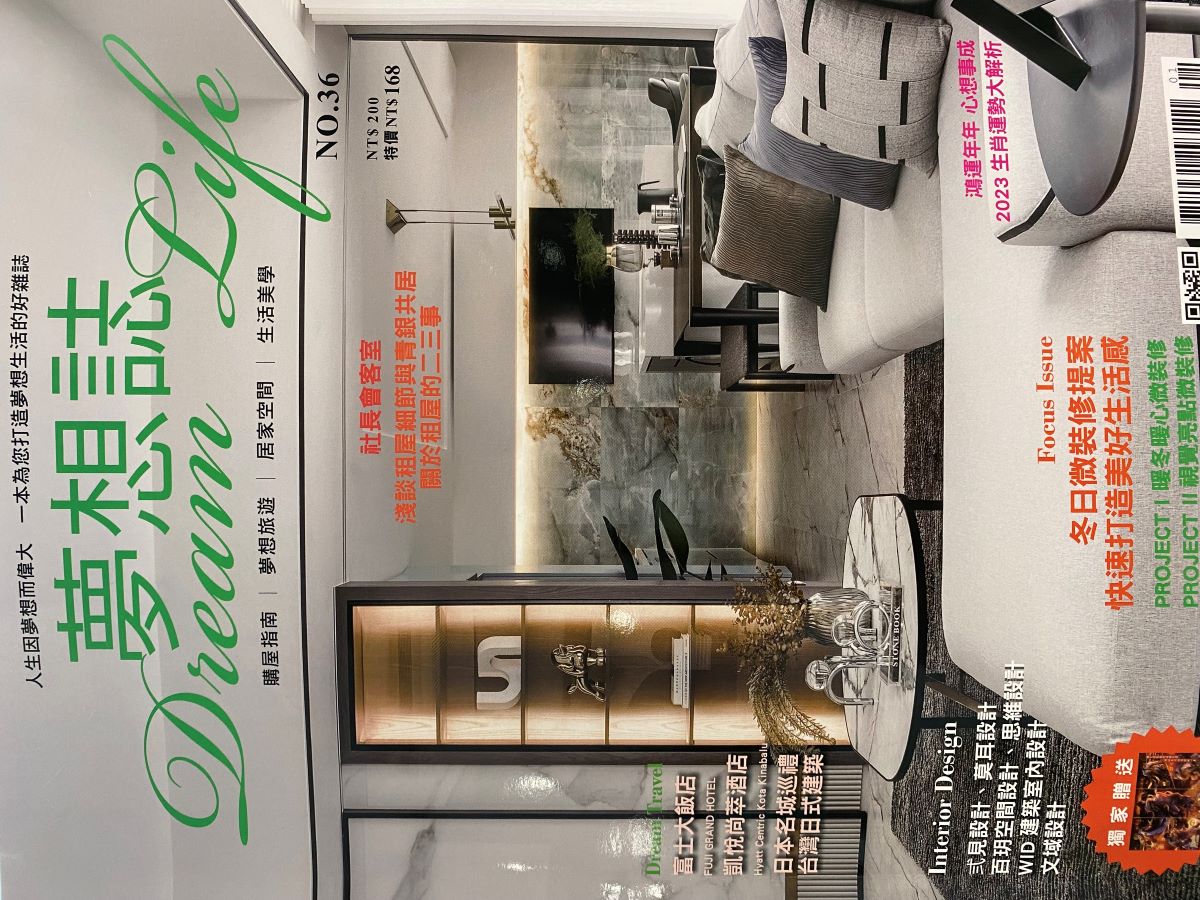 人生因夢想而偉大 一本為您打造夢想生活的好雜誌
夢想誌
Dream Life
購屋指南 | 夢想旅遊 | 居家空間 | 生活美學
NO.36
NT$ 200
特價 NT$ 168
社長會客室
淺談租屋細節與青銀共居
關於租屋的二三事
鴻運年年 心想事成
2023 生肖運勢大解析
01
Dream Travel
富士大飯店
FUJI GRAND HOTEL
凱悅尚萃酒店
Hyatt Centric Kota Kinabalu
日本名城巡禮
台灣日式建築
STONE BOOK
Focus Issue
冬日微裝修提案
快速打造美好生活感
PROJECT I 暖冬暖心微裝修
PROJECT II 視覺亮點微裝修
Interior Design
弍見設計、莫耳設計
百玥空間設計、思維設計
WID 建築室內設計
文域設計
獨家贈送